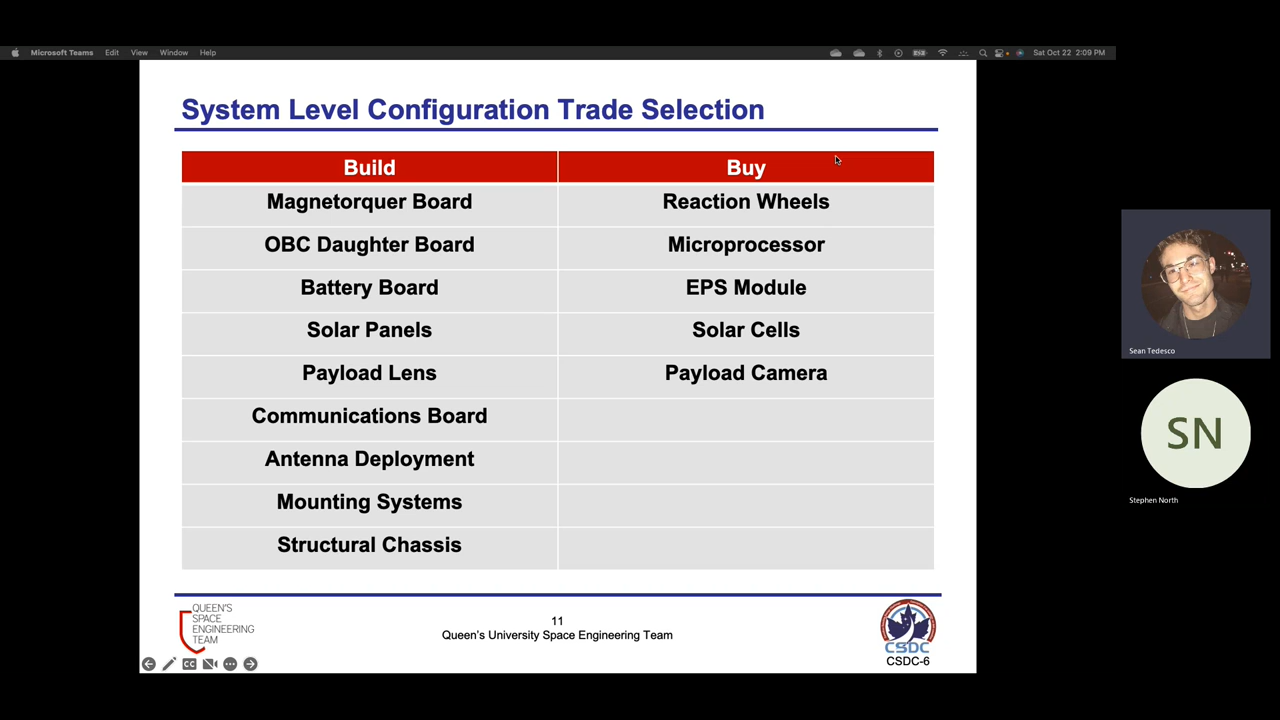 Microsoft Teams Edit View Window Help Sat Oct 22 2:09 PM
System Level Configuration Trade Selection
Build Buy
Magnetorquer Board Reaction Wheels
OBC Daughter Board Microprocessor
Battery Board EPS Module
Solar Panels Solar Cells
Payload Lens Payload Camera
Communications Board
Antenna Deployment
Mounting Systems
Structural Chassis
QUEEN'S
SPACE
ENGINEERING
TEAM
11
Queen's University Space Engineering Team
CSDC
CSDC-6
CC
Sean Tedesco
SN
Stephen North